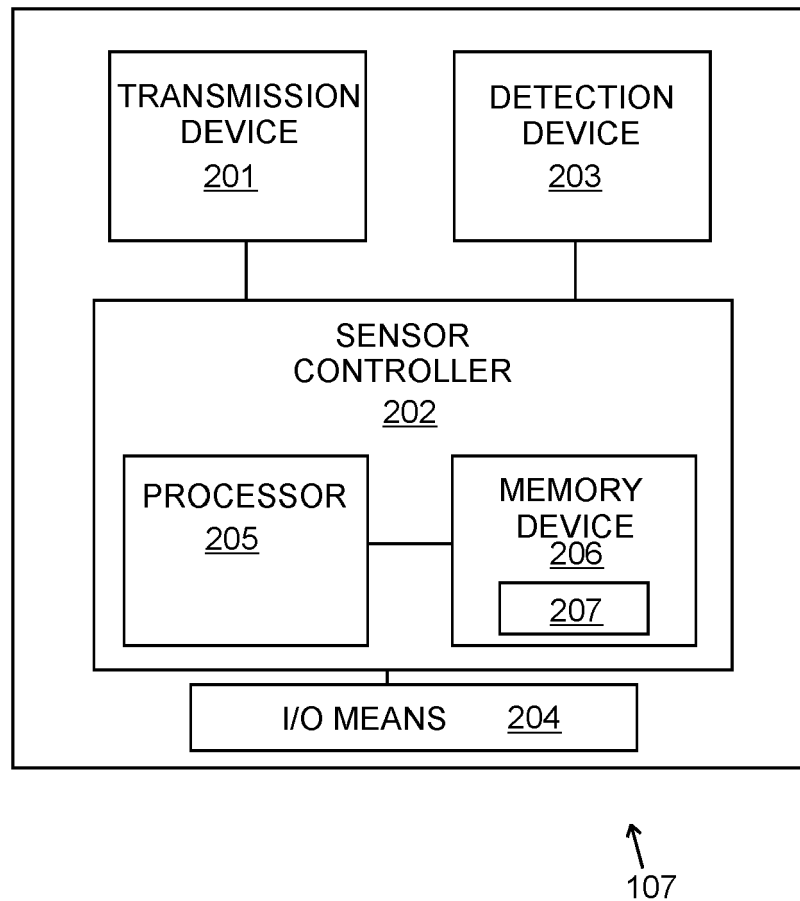 TRANSMISSION
DEVICE
201
DETECTION
DEVICE
203
SENSOR
CONTROLLER
202
PROCESSOR
205
MEMORY
DEVICE
206
207
I/O MEANS 204
107